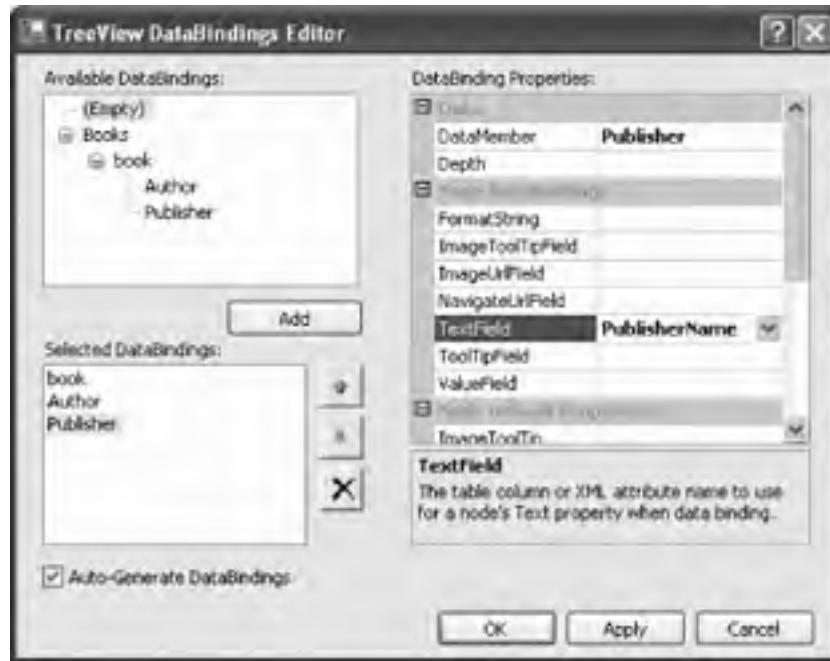 TreeView DataBindings Editor
Available DataBindings:
(Empty)
Books
book
Author
Publisher
Add
Selected DataBindings:
book
Author
Publisher
Auto-Generate DataBindings
DataBinding Properties:
Data
DataMember Publisher
Depth
FormatString
ImageToolTipField
ImageUrlField
NavigateUrlField
TextField PublisherName
ToolTipField
ValueField
ImageToolTip
TextField
The table column or XML attribute name to use
for a node's Text property when data binding.
OK Apply Cancel